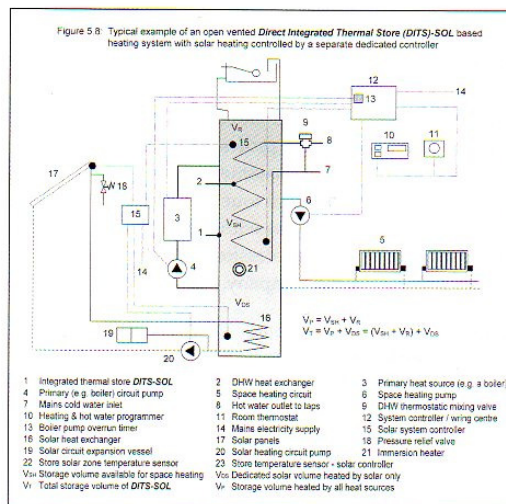 Figure 5.8: Typical example of an open vented Direct Integrated Thermal Store (DITS)-SOL based
heating system with solar heating controlled by a separate dedicated controller
12
14
13
9
VR
15
8
10
11
17
18
2
7
6
3
15
5
1
VSH
4
14
21
VDS
19
16
20
VP = VSH + VR
VT = VP + VDS = (VSH + VR) + VDS
1 Integrated thermal store DITS-SOL
2 DHW heat exchanger
3 Primary heat source (e.g. a boiler)
4 Primary (e.g. boiler) circuit pump
5 Space heating circuit
6 Space heating pump
7 Mains cold water inlet
8 Hot water outlet to taps
9 DHW thermostatic mixing valve
10 Heating & hot water programmer
11 Room thermostat
12 System controller / wiring centre
13 Boiler pump overrun timer
14 Mains electricity supply
15 Solar system controller
16 Solar heat exchanger
17 Solar panels
18 Pressure relief valve
19 Solar circuit expansion vessel
20 Solar heating circuit pump
21 Immersion heater
22 Store solar zone temperature sensor
23 Store temperature sensor - solar controller
VSH Storage volume available for space heating
VDS Dedicated solar volume heated by solar only
VT Total storage volume of DITS-SOL
VP Storage volume heated by all heat sources